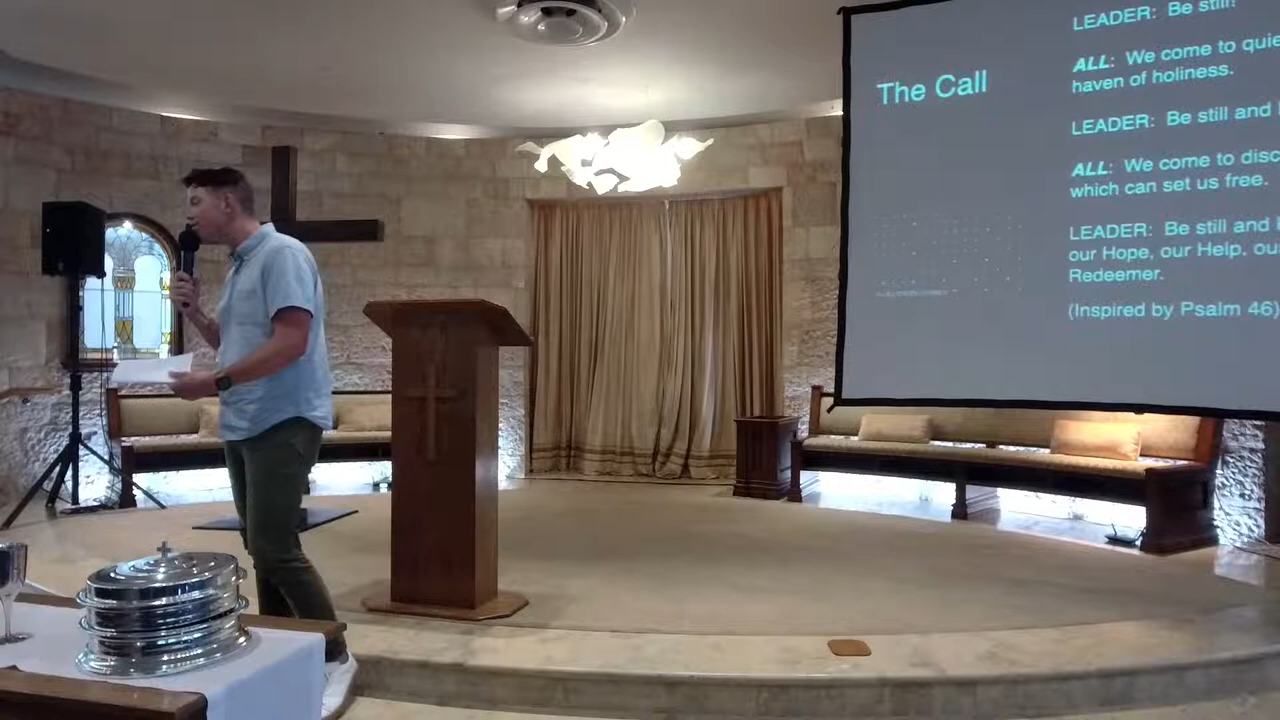 The Call
LEADER: Be still!
ALL: We come to quie
haven of holiness.
LEADER: Be still and
ALL: We come to disc
which can set us free.
LEADER: Be still and
our Hope, our Help, ou
Redeemer.
(Inspired by Psalm 46)